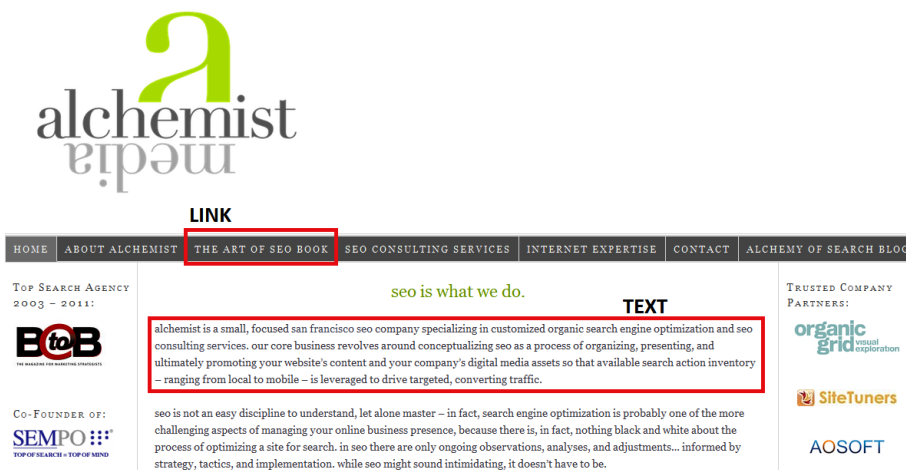 a
alchemist
media
LINK
HOME
ABOUT ALCHEMIST
THE ART OF SEO BOOK
SEO CONSULTING SERVICES
INTERNET EXPERTISE
CONTACT
ALCHEMY OF SEARCH BLOG
Top Search Agency
2003 – 2011:
BtoB
THE MAGAZINE FOR MARKETING STRATEGISTS
Co-Founder of:
SEMPO
TOP OF SEARCH = TOP OF MIND
seo is what we do.
TEXT
alchemist is a small, focused san francisco seo company specializing in customized organic search engine optimization and seo
consulting services. our core business revolves around conceptualizing seo as a process of organizing, presenting, and
ultimately promoting your website's content and your company's digital media assets so that available search action inventory
– ranging from local to mobile – is leveraged to drive targeted, converting traffic.
seo is not an easy discipline to understand, let alone master – in fact, search engine optimization is probably one of the more
challenging aspects of managing your online business presence, because there is, in fact, nothing black and white about the
process of optimizing a site for search. in seo there are only ongoing observations, analyses, and adjustments... informed by
strategy, tactics, and implementation. while seo might sound intimidating, it doesn't have to be.
Trusted Company
Partners:
organic
grid visual
exploration
SiteTuners
AOSOFT